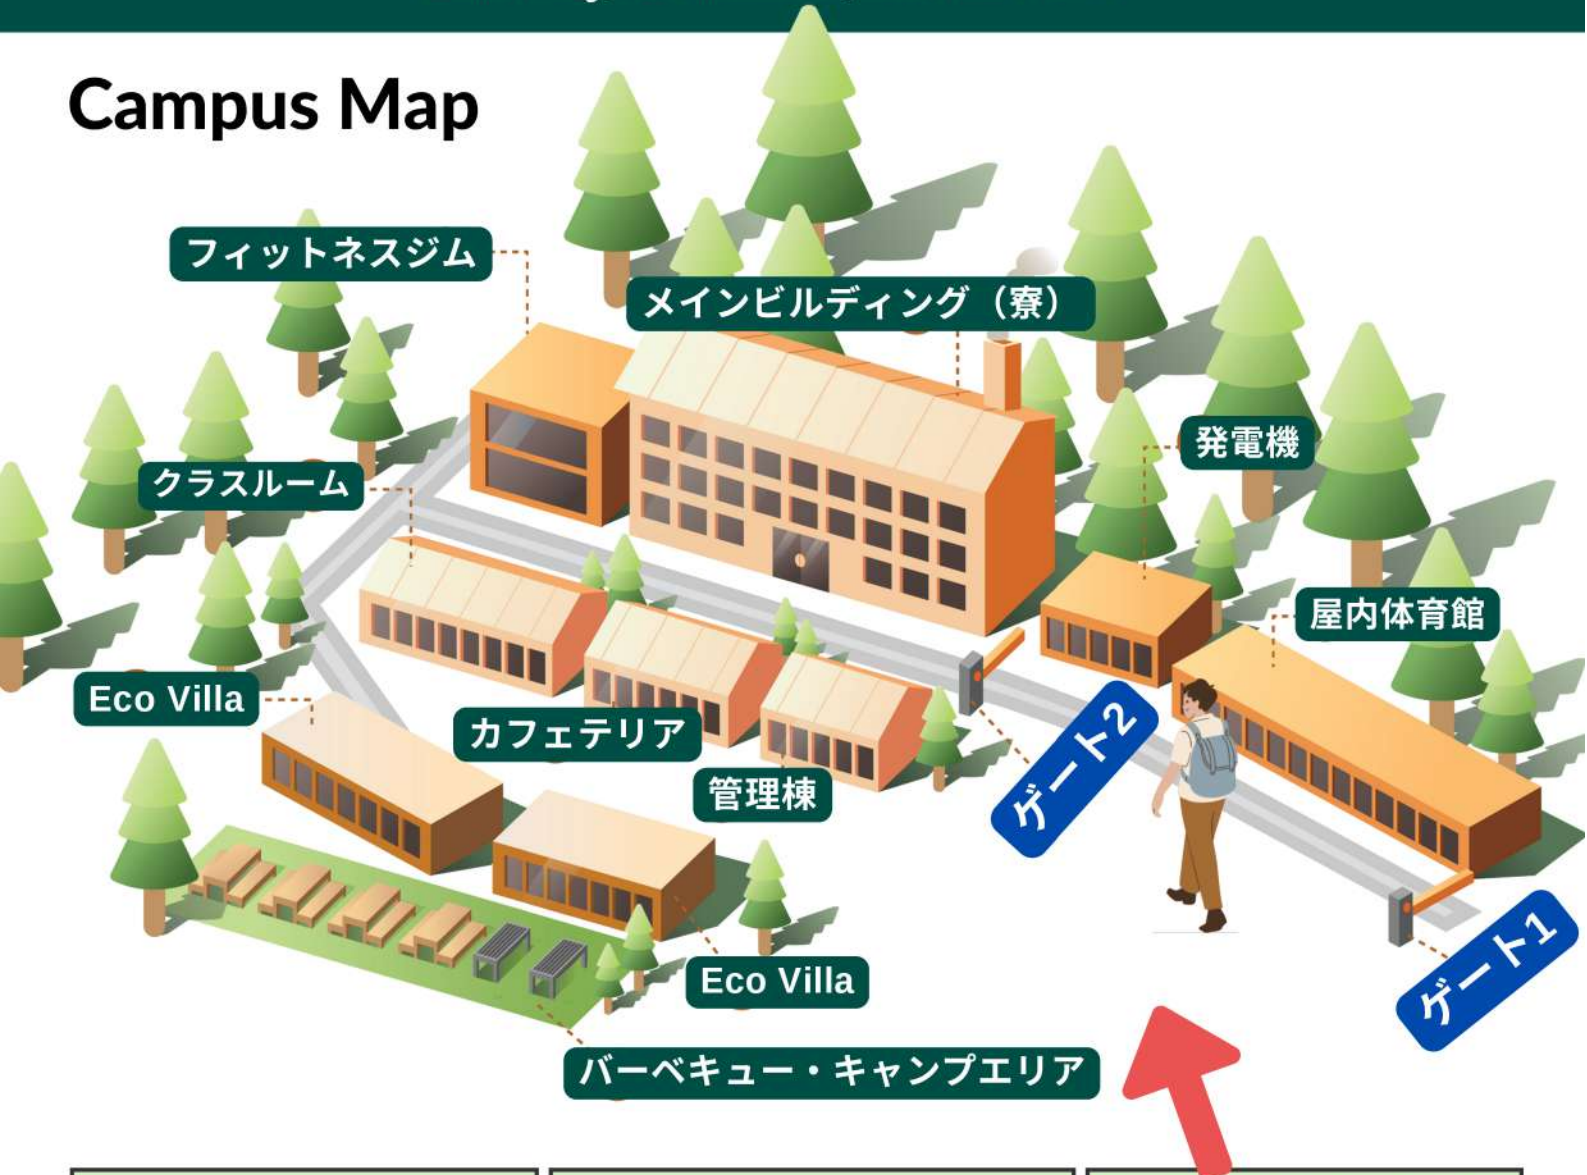 Campus Map
フィットネスジム
メインビルディング（寮）
発電機
クラスルーム
屋内体育館
Eco Villa
カフェテリア
ゲート2
管理棟
Eco Villa
ゲート1
バーベキュー・キャンプエリア